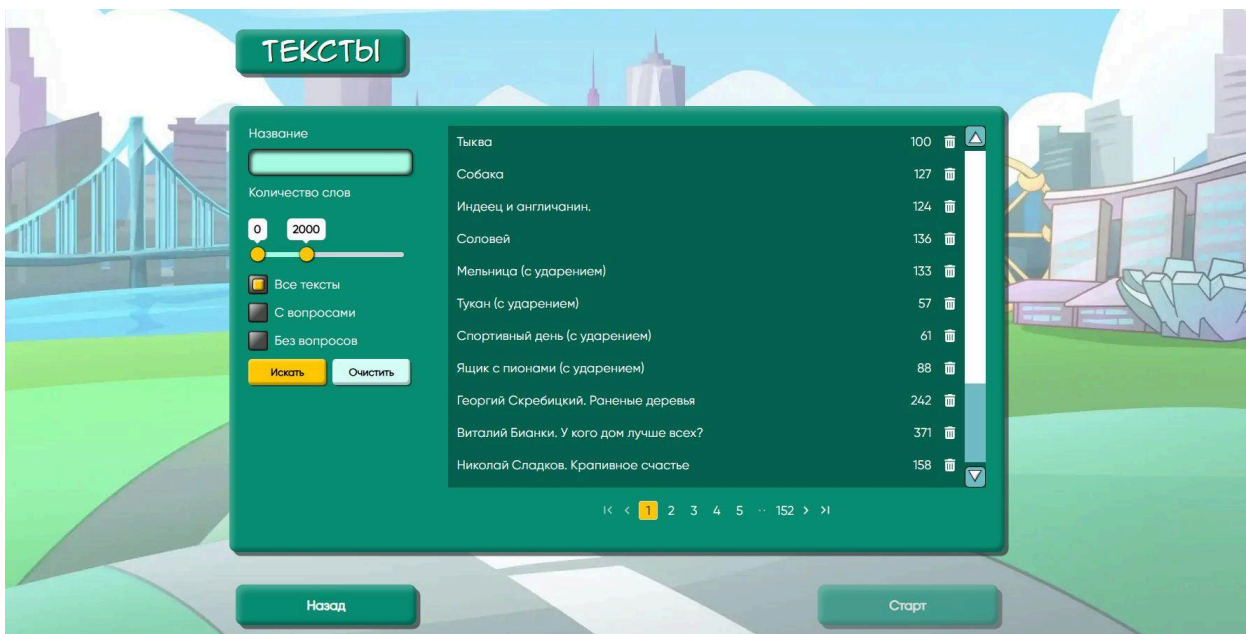 ТЕКСТЫ
Название
Количество слов
0 2000
Все тексты
С вопросами
Без вопросов
Искать Очистить
Тыква 100
Собака 127
Индеец и англичанин. 124
Соловей 136
Мельница (с ударением) 133
Тукан (с ударением) 57
Спортивный день (с ударением) 61
Ящик с пионами (с ударением) 88
Георгий Скребицкий. Раненые деревья 242
Виталий Бианки. У кого дом лучше всех? 371
Николай Сладков. Крапивное счастье 158
1 2 3 4 5 ·· 152
Назад Старт